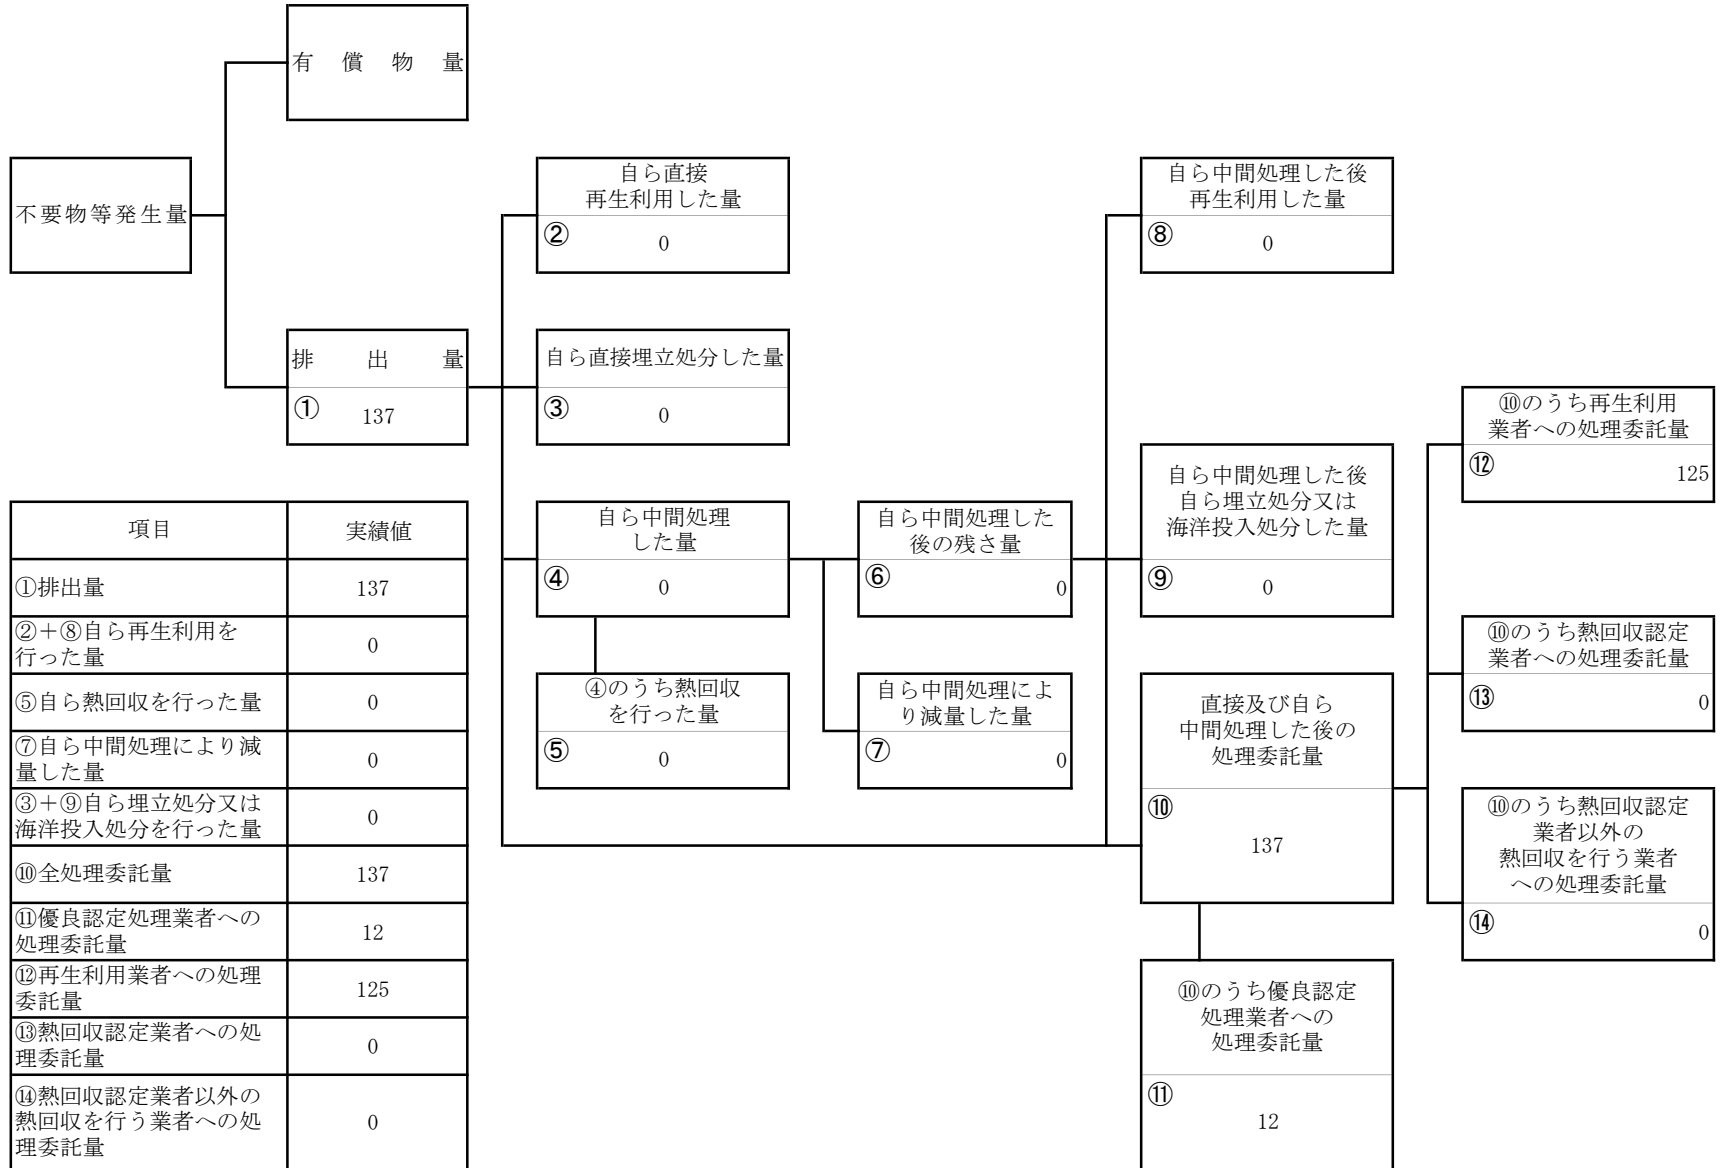 有償物量
不要物等発生量
排出量
①
137
自ら直接
再生利用した量
②
0
自ら直接埋立処分した量
③
0
自ら中間処理
した量
④
0
④のうち熱回収
を行った量
⑤
0
自ら中間処理した
後の残さ量
⑥
0
自ら中間処理によ
り減量した量
⑦
0
自ら中間処理した後
再生利用した量
⑧
0
自ら中間処理した後
自ら埋立処分又は
海洋投入処分した量
⑨
0
直接及び自ら
中間処理した後の
処理委託量
⑩
137
⑩のうち優良認定
処理業者への
処理委託量
⑪
12
⑩のうち再生利用
業者への処理委託量
⑫
125
⑩のうち熱回収認定
業者への処理委託量
⑬
0
⑩のうち熱回収認定
業者以外の
熱回収を行う業者
への処理委託量
⑭
0
項目 実績値
①排出量 137
②+⑧自ら再生利用を
行った量 0
⑤自ら熱回収を行った量 0
⑦自ら中間処理により減
量した量 0
③+⑨自ら埋立処分又は
海洋投入処分を行った量 0
⑩全処理委託量 137
⑪優良認定処理業者への
処理委託量 12
⑫再生利用業者への処理
委託量 125
⑬熱回収認定業者への処
理委託量 0
⑭熱回収認定業者以外の
熱回収を行う業者への処
理委託量 0